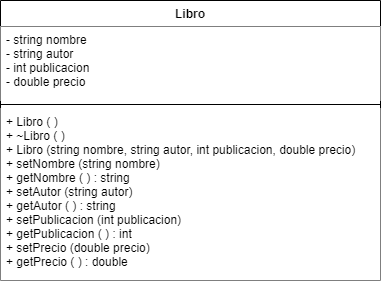 Libro
- string nombre
- string autor
- int publicacion
- double precio
+ Libro ( )
+ ~Libro ( )
+ Libro (string nombre, string autor, int publicacion, double precio)
+ setNombre (string nombre)
+ getNombre ( ) : string
+ setAutor (string autor)
+ getAutor ( ) : string
+ setPublicacion (int publicacion)
+ getPublicacion ( ) : int
+ setPrecio (double precio)
+ getPrecio ( ) : double